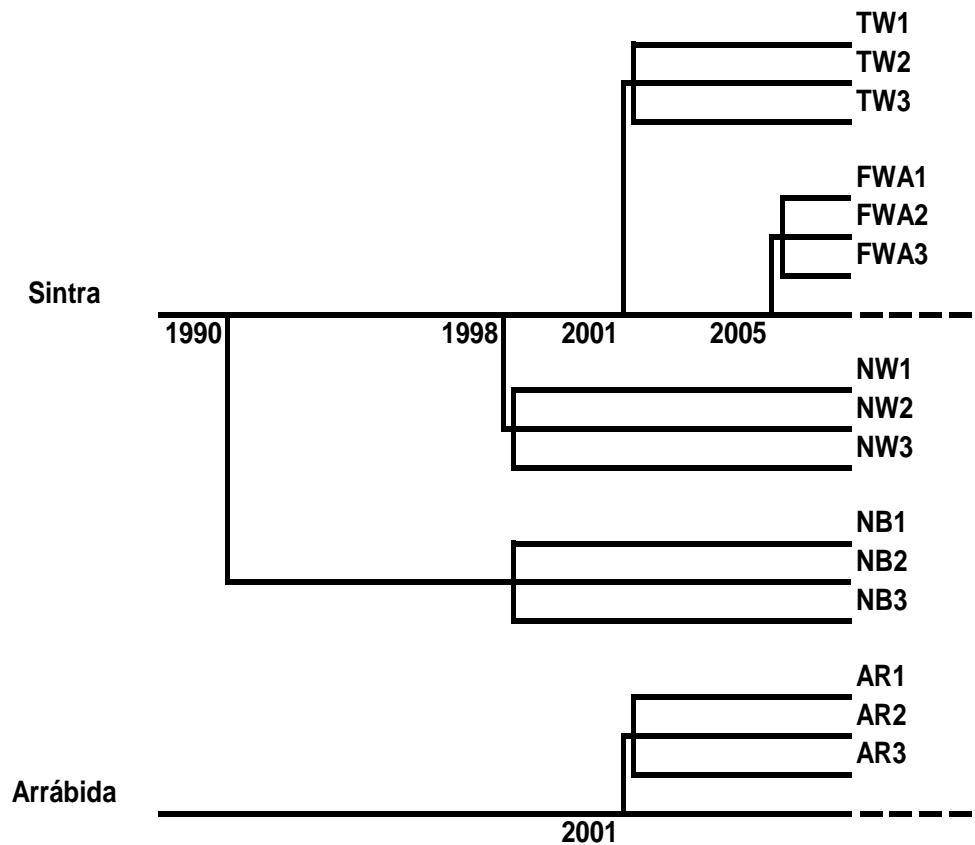 TW1
TW2
TW3
FWA1
FWA2
FWA3
Sintra
1990 1998 2001 2005
NW1
NW2
NW3
NB1
NB2
NB3
AR1
AR2
AR3
Arrábida
2001